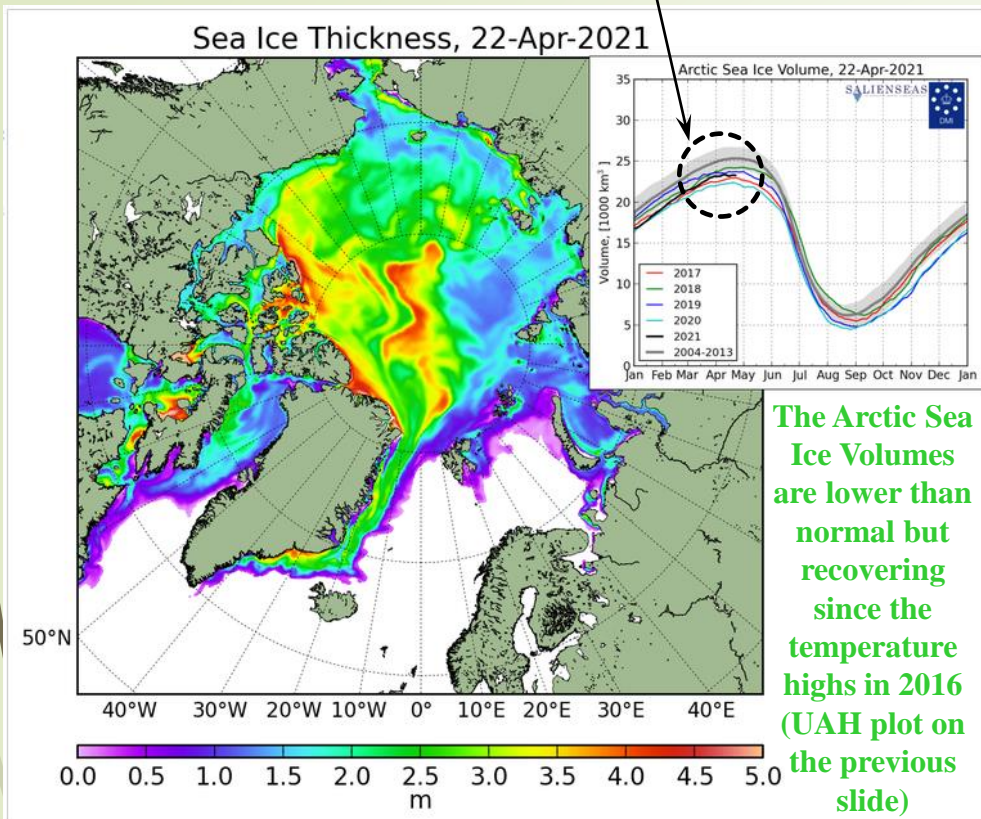 Sea Ice Thickness, 22-Apr-2021
50°N
40°W 30°W 20°W 10°W 0° 10°E 20°E 30°E 40°E
0.0 0.5 1.0 1.5 2.0 2.5 3.0 3.5 4.0 4.5 5.0
m
Arctic Sea Ice Volume, 22-Apr-2021
SALIENSEAS
DMI
Volume, [1000 km³]
35
30
25
20
15
10
5
0
2017
2018
2019
2020
2021
2004-2013
Jan Feb Mar Apr May Jun Jul Aug Sep Oct Nov Dec Jan
The Arctic Sea
Ice Volumes
are lower than
normal but
recovering
since the
temperature
highs in 2016
(UAH plot on
the previous
slide)